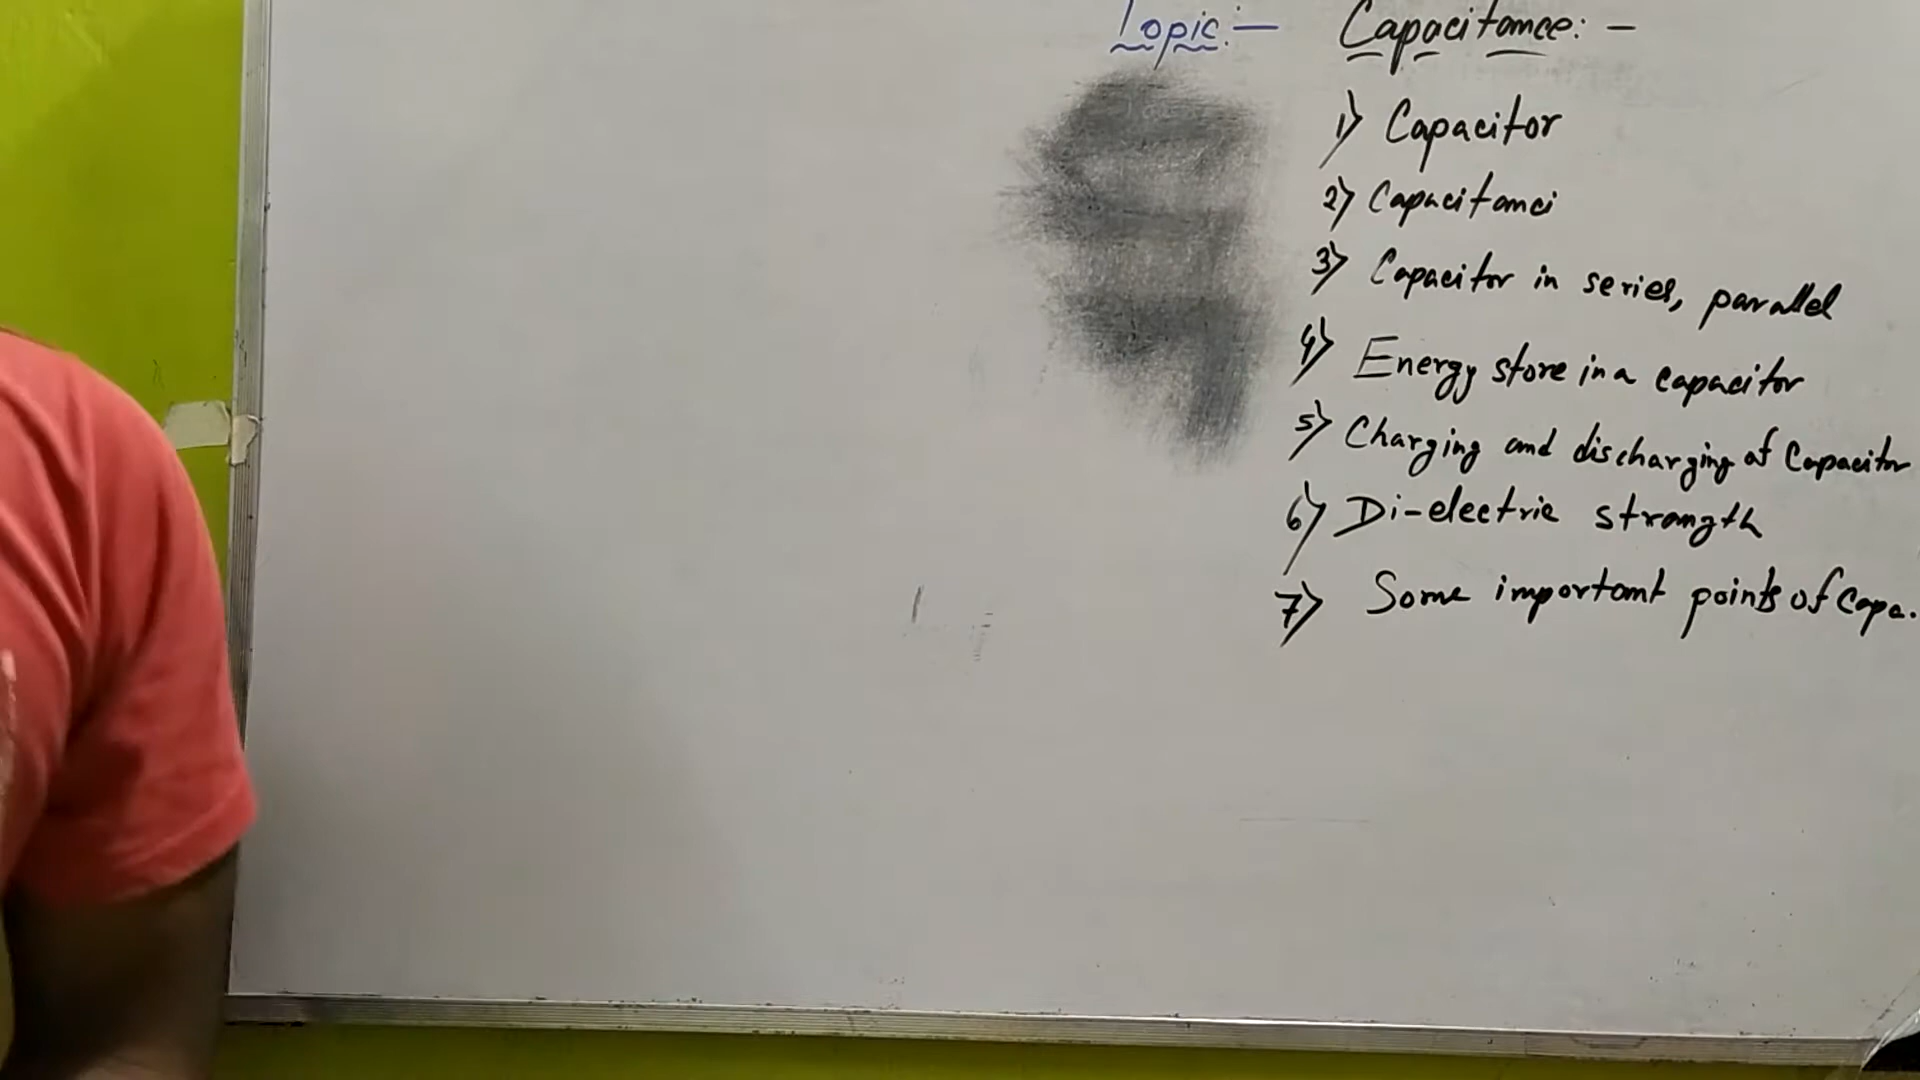 Topic:- Capacitance:-
1) Capacitor
2) Capacitanci
3) Capacitor in series, parallel
4) Energy store in a capacitor
5) Charging and discharging of Capacitor
6) Di-electric strength
7) Some important points of Capa.